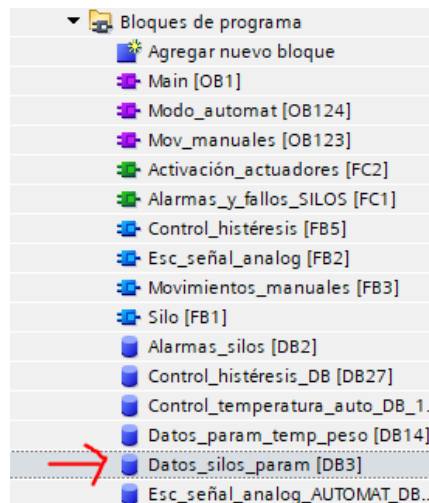 Bloques de programa
Agregar nuevo bloque
Main [OB1]
Modo_automat [OB124]
Mov_manuales [OB123]
Activación_actuadores [FC2]
Alarmas_y_fallos_SILOS [FC1]
Control_histéresis [FB5]
Esc_señal_analog [FB2]
Movimientos_manuales [FB3]
Silo [FB1]
Alarmas_silos [DB2]
Control_histéresis_DB [DB27]
Control_temperatura_auto_DB_1.
Datos_param_temp_peso [DB14]
Datos_silos_param [DB3]
Esc_señal_analog_AUTOMAT_DB..